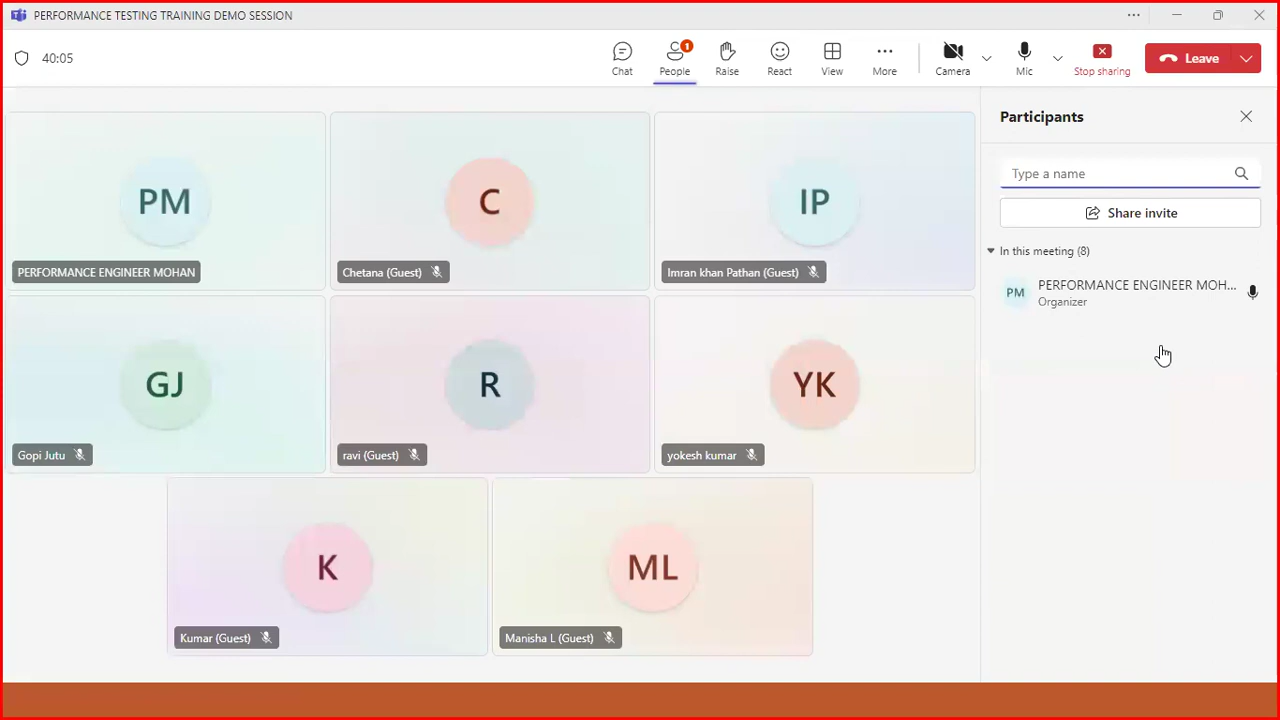 PERFORMANCE TESTING TRAINING DEMO SESSION
40:05
Chat
People
1
Raise
React
View
More
Camera
Mic
Stop sharing
Leave
PM
PERFORMANCE ENGINEER MOHAN
C
Chetana (Guest)
IP
Imran khan Pathan (Guest)
GJ
Gopi Jutu
R
ravi (Guest)
YK
yokesh kumar
K
Kumar (Guest)
ML
Manisha L (Guest)
Participants
Type a name
Share invite
In this meeting (8)
PM
PERFORMANCE ENGINEER MOH...
Organizer